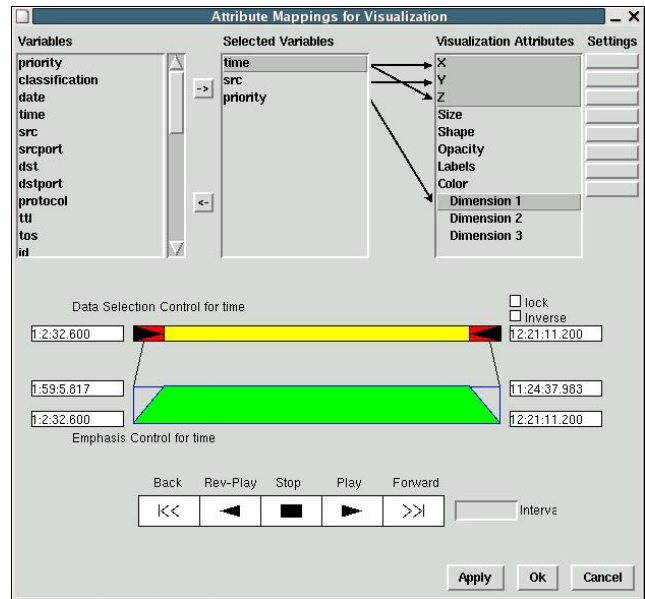 Attribute Mappings for Visualization
Variables
Selected Variables
Visualization Attributes
Settings
priority
classification
date
time
src
srcport
dst
dstport
protocol
ttl
tos
id
->
<-
time
src
priority
X
Y
Z
Size
Shape
Opacity
Labels
Color
Dimension 1
Dimension 2
Dimension 3
Data Selection Control for time
lock
Inverse
1:2:32.600
12:21:11.200
1:59:5.817
11:24:37.983
1:2:32.600
12:21:11.200
Emphasis Control for time
Back
Rev-Play
Stop
Play
Forward
|<<
>>|
Interva
Apply
Ok
Cancel